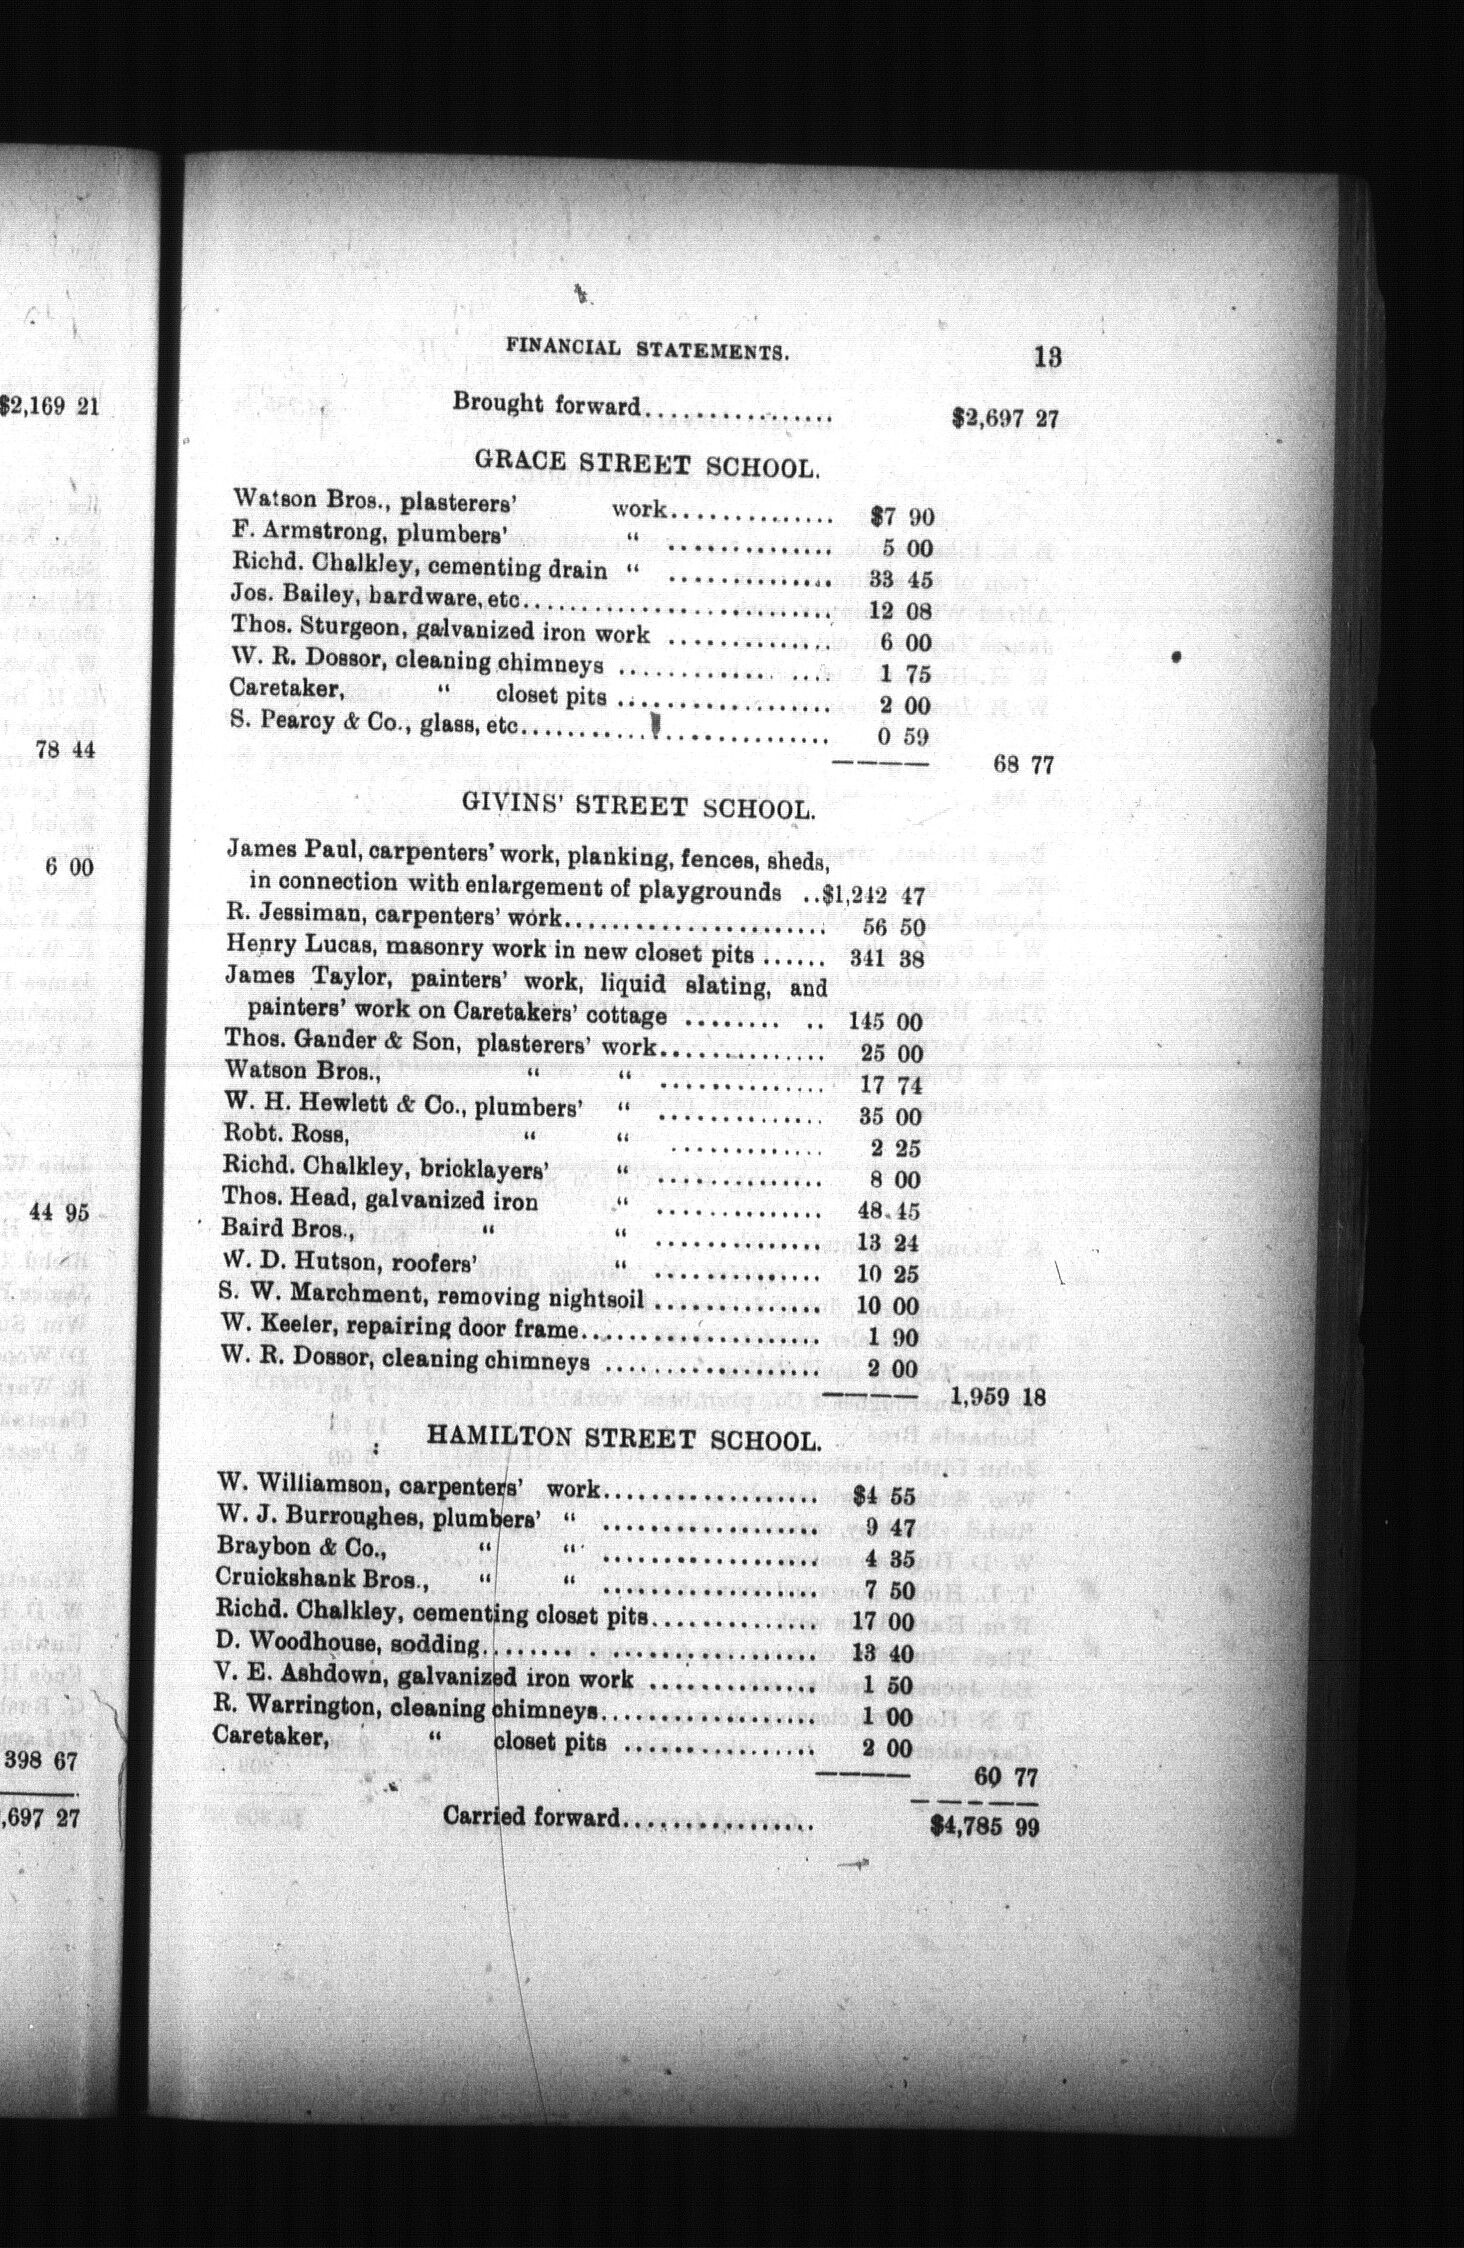 $2,169 21
78 44
6 00
44 95
398 67
,697 27
FINANCIAL STATEMENTS. 13
Brought forward................ $2,697 27
GRACE STREET SCHOOL.
Watson Bros., plasterers' work.............. $7 90
F. Armstrong, plumbers' “ ............. 5 00
Richd. Chalkley, cementing drain “ ............. 33 45
Jos. Bailey, hardware, etc.......................... 12 08
Thos. Sturgeon, galvanized iron work ............. 6 00
W. R. Dossor, cleaning chimneys .................. 1 75
Caretaker, “ closet pits .................. 2 00
S. Pearcy & Co., glass, etc.......................... 0 59
68 77
GIVINS' STREET SCHOOL.
James Paul, carpenters' work, planking, fences, sheds,
in connection with enlargement of playgrounds ..$1,242 47
R. Jessiman, carpenters' work...................... 56 50
Henry Lucas, masonry work in new closet pits ...... 341 38
James Taylor, painters' work, liquid slating, and
painters' work on Caretakers' cottage ........ .. 145 00
Thos. Gander & Son, plasterers' work.............. 25 00
Watson Bros., “ “ ............. 17 74
W. H. Hewlett & Co., plumbers' “ ............. 35 00
Robt. Ross, “ “ ............ 2 25
Richd. Chalkley, bricklayers' “ ............. 8 00
Thos. Head, galvanized iron “ ............. 48.45
Baird Bros., “ “ ............. 13 24
W. D. Hutson, roofers' “ ............. 10 25
S. W. Marchment, removing nightsoil .............. 10 00
W. Keeler, repairing door frame.................... 1 90
W. R. Dossor, cleaning chimneys .................. 2 00
1,959 18
HAMILTON STREET SCHOOL.
W. Williamson, carpenters' work.................. $4 55
W. J. Burroughes, plumbers' “ .................. 9 47
Braybon & Co., “ “ .................. 4 35
Cruickshank Bros., “ “ .................. 7 50
Richd. Chalkley, cementing closet pits.............. 17 00
D. Woodhouse, sodding........ ................. 13 40
V. E. Ashdown, galvanized iron work .............. 1 50
R. Warrington, cleaning chimneys.................. 1 00
Caretaker, “ closet pits ................ 2 00
60 77
Carried forward................ $4,785 99